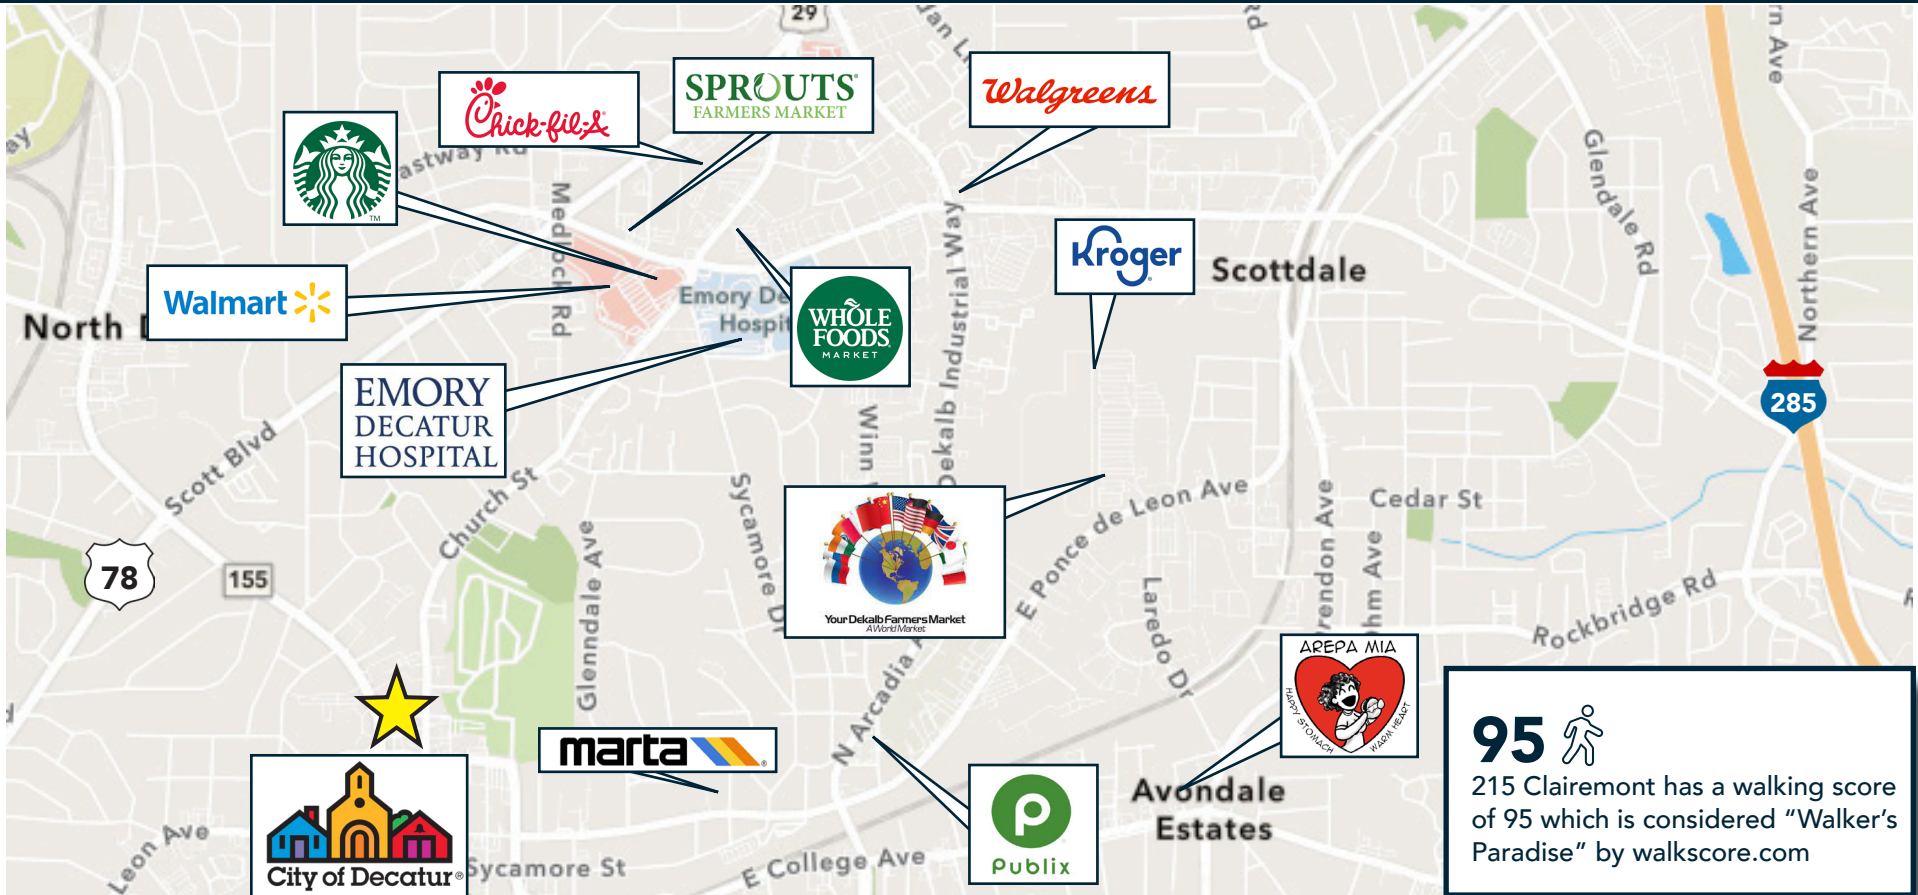 29
Rd
Walgreens
SPROUTS
FARMERS MARKET
Chick-fil-A
TM
Medlock Rd
Glendale Rd
Northern Ave
Kroger
Scottdale
Walmart
North
Emory De
Hospit
WHOLE
FOODS
MARKET
Dekalb Industrial Way
285
EMORY
DECATUR
HOSPITAL
Winn
Scott Blvd
Church St
Sycamore
E Ponce de Leon Ave
Cedar St
78
155
Glenndale Ave
Your Dekalb Farmers Market
A World Market
Laredo Dr
Rockbridge Rd
AREPA MIA
HAPPY STOMACH
WARM HEART
N Arcadia
marta
95
215 Clairemont has a walking score
of 95 which is considered “Walker’s
Paradise” by walkscore.com
Avondale
Estates
Publix
City of Decatur®
Leon Ave
Sycamore St
E College Ave